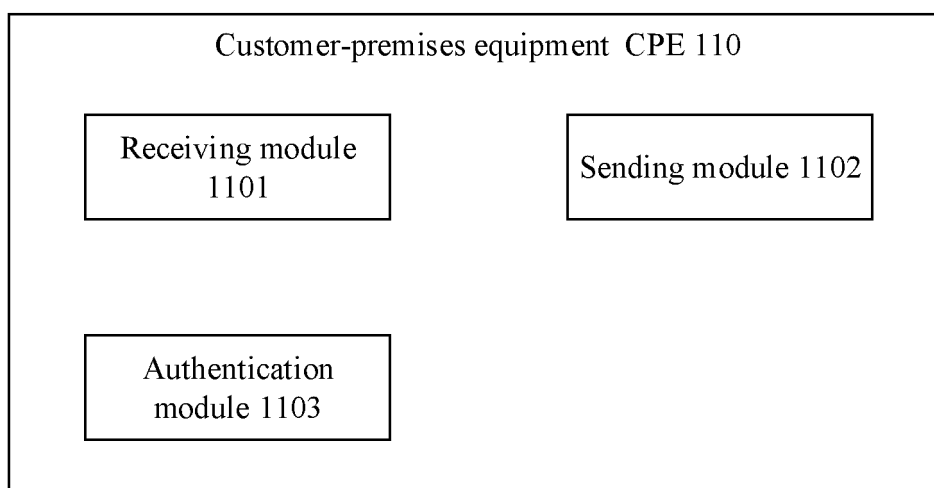 Customer-premises equipment CPE 110
Receiving module
1101
Sending module 1102
Authentication
module 1103